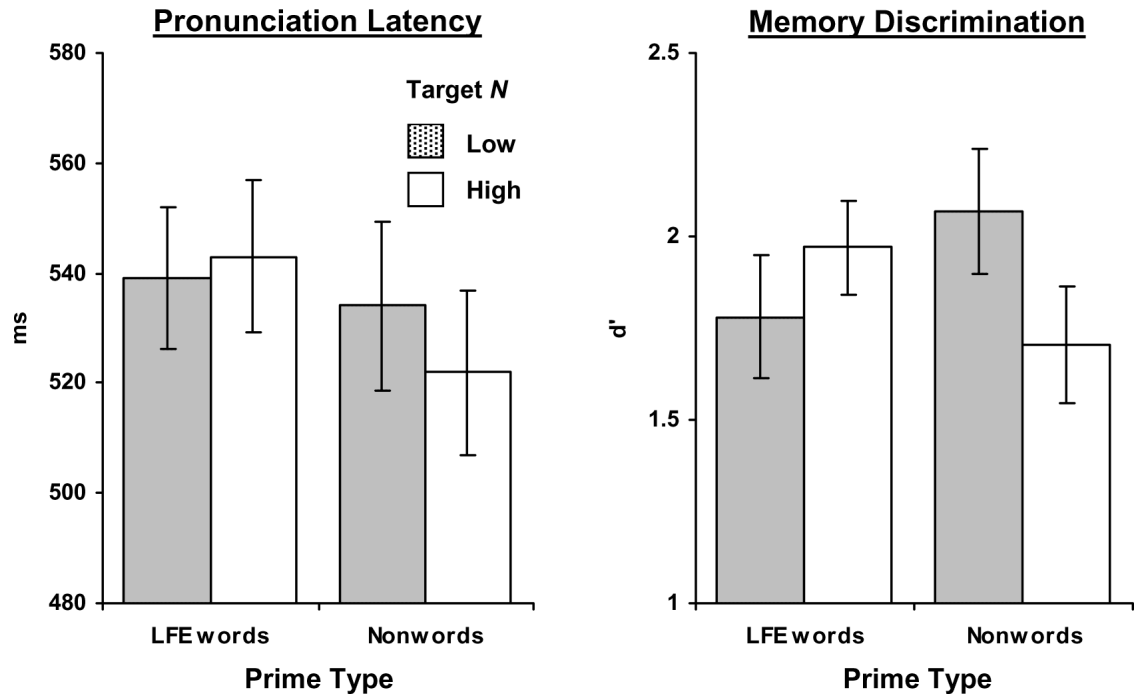 Pronunciation Latency
580
560
540
520
500
480
ms
Target N
Low
High
LFE words
Nonwords
Prime Type
Memory Discrimination
2.5
2
1.5
1
d'
LFE words
Nonwords
Prime Type